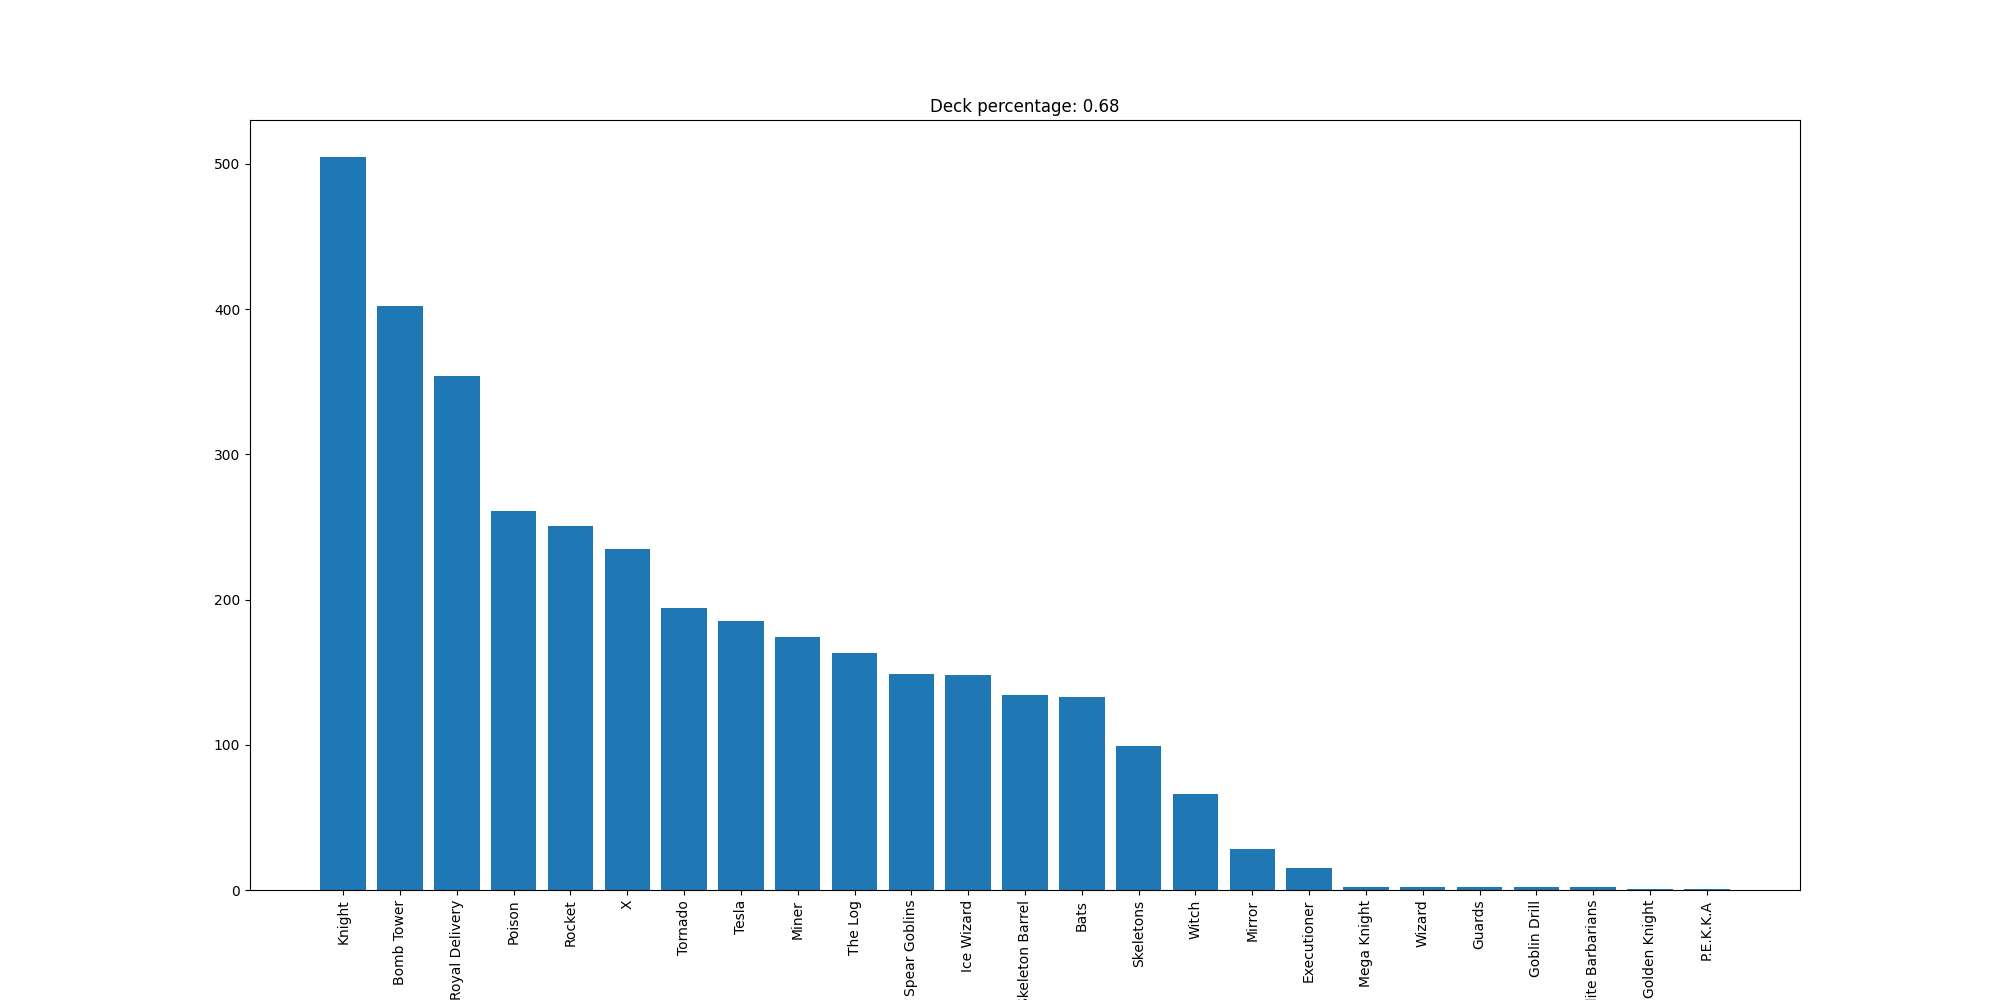 Deck percentage: 0.68
500
400
300
200
100
0
Knight
Bomb Tower
Royal Delivery
Poison
Rocket
X
Tornado
Tesla
Miner
The Log
Spear Goblins
Ice Wizard
keleton Barrel
Bats
Skeletons
Witch
Mirror
Executioner
Mega Knight
Wizard
Guards
Goblin Drill
lite Barbarians
Golden Knight
P.E.K.K.A